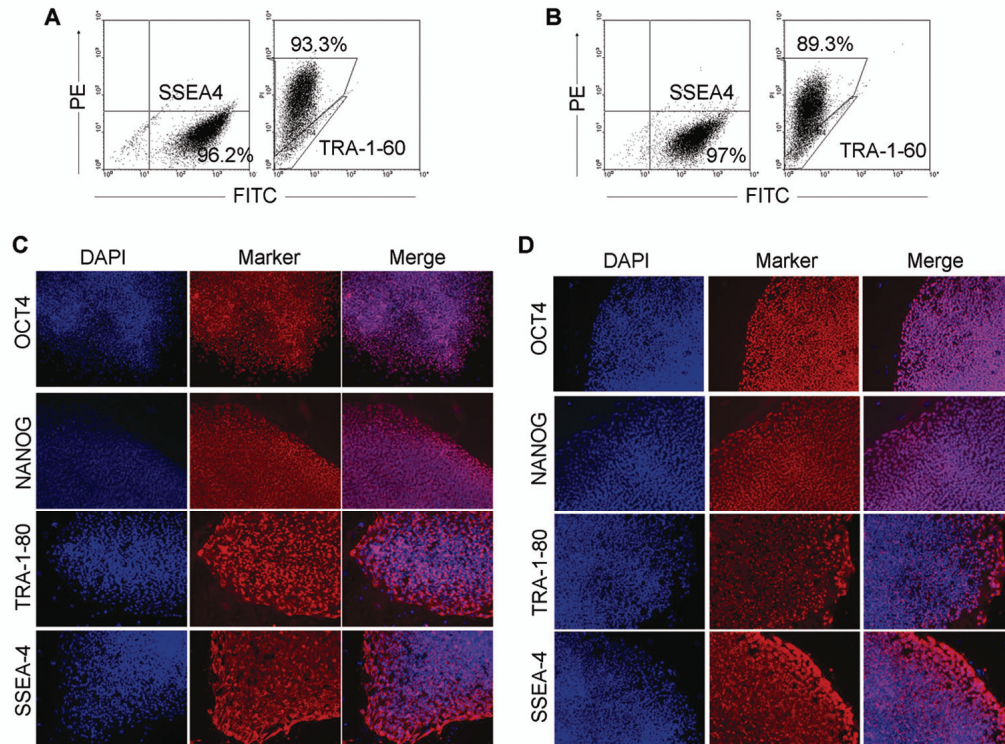 A
B
93.3%
89.3%
PE
SSEA4
96.2%
TRA-1-60
FITC
PE
SSEA4
97%
TRA-1-60
FITC
C
DAPI
Marker
Merge
OCT4
NANOG
TRA-1-80
SSEA-4
D
DAPI
Marker
Merge
OCT4
NANOG
TRA-1-80
SSEA-4